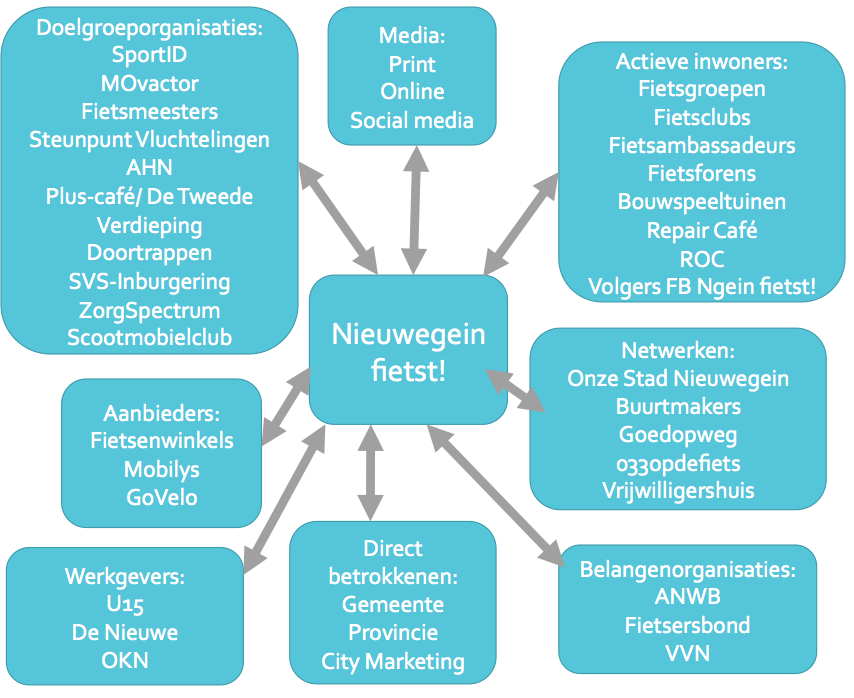 Doelgroeporganisaties:
SportID
MOvactor
Fietsmeesters
Steunpunt Vluchtelingen
AHN
Plus-café/ De Tweede
Verdieping
Doortrappen
SVS-Inburgering
ZorgSpectrum
Scootmobielclub
Media:
Print
Online
Social media
Actieve inwoners:
Fietsgroepen
Fietsclubs
Fietsambassadeurs
Fietsforens
Bouwspeeltuinen
Repair Café
ROC
Volgers FB Ngein fietst!
Nieuwegein
fietst!
Netwerken:
Onze Stad Nieuwegein
Buurtmakers
Goedopweg
033opdefiets
Vrijwilligershuis
Aanbieders:
Fietsenwinkels
Mobilys
GoVelo
Werkgevers:
U15
De Nieuwe
OKN
Direct
betrokkenen:
Gemeente
Provincie
City Marketing
Belangenorganisaties:
ANWB
Fietsersbond
VVN